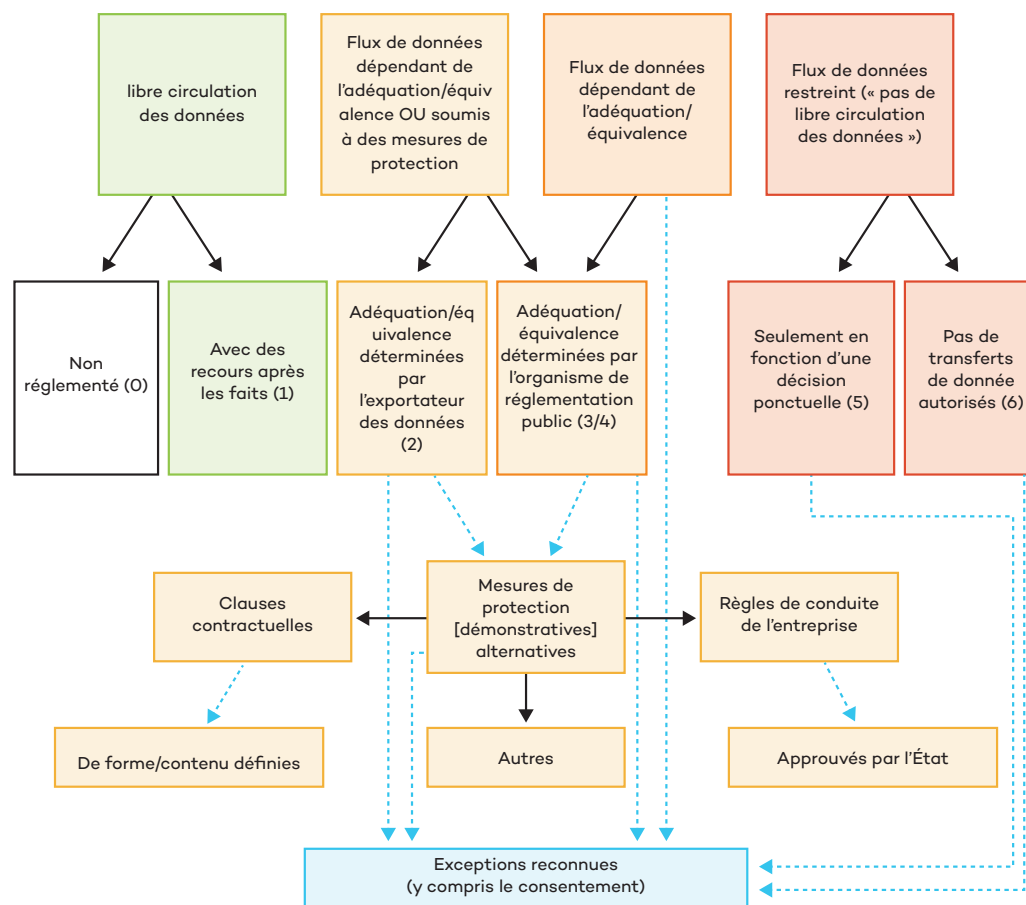 libre circulation
des données
Flux de données
dépendant de
l'adéquation/équiv
alence OU soumis
à des mesures de
protection
Flux de données
dépendant de
l'adéquation/
équivalence
Flux de données
restreint (« pas de
libre circulation
des données »)
Non
réglementé (0)
Avec des
recours après
les faits (1)
Adéquation/éq
uivalence
déterminées
par
l'exportateur
des données
(2)
Adéquation/
équivalence
déterminées par
l'organisme de
réglementation
public (3/4)
Seulement en
fonction d'une
décision
ponctuelle (5)
Pas de
transferts
de donnée
autorisés (6)
Clauses
contractuelles
Mesures de
protection
[démonstratives]
alternatives
Règles de conduite
de l'entreprise
De forme/contenu définies
Autres
Approuvés par l'État
Exceptions reconnues
(y compris le consentement)